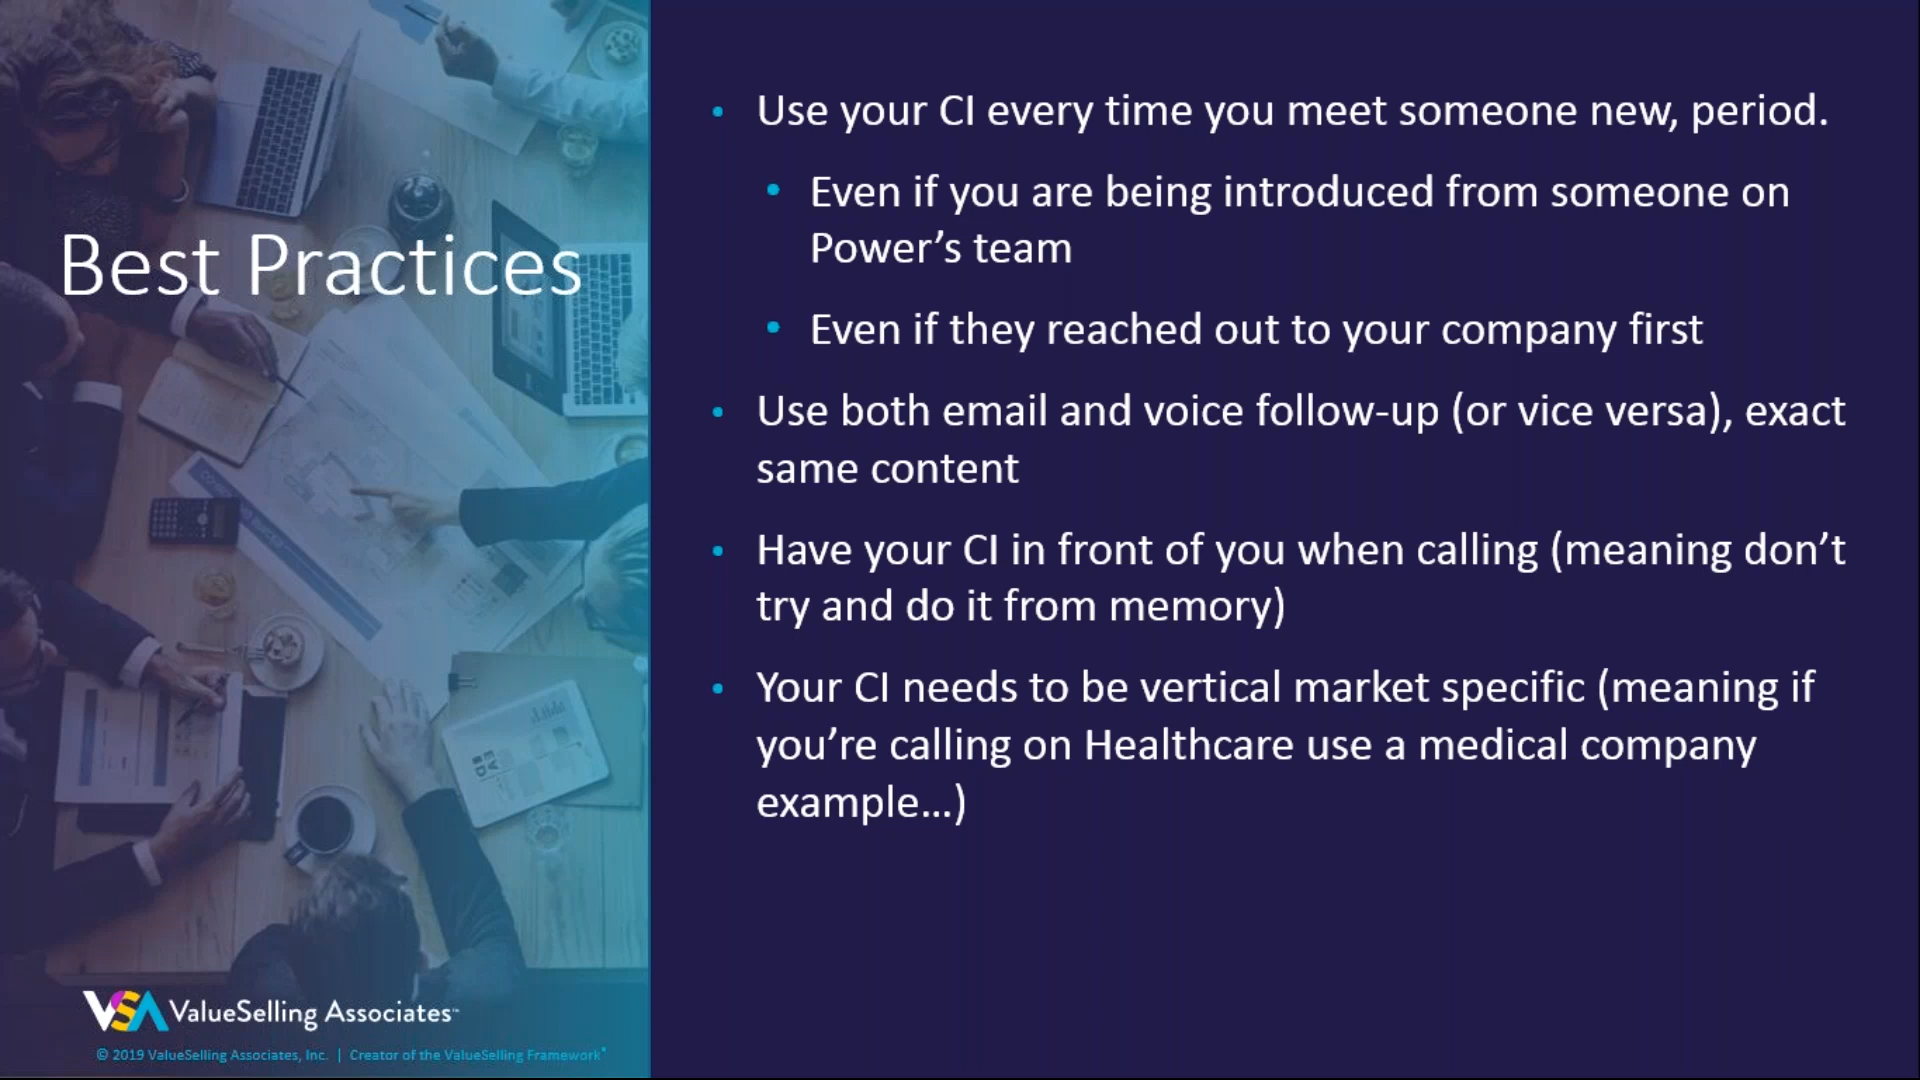 Best Practices
• Use your CI every time you meet someone new, period.
• Even if you are being introduced from someone on
Power’s team
• Even if they reached out to your company first
• Use both email and voice follow-up (or vice versa), exact
same content
• Have your CI in front of you when calling (meaning don’t
try and do it from memory)
• Your CI needs to be vertical market specific (meaning if
you’re calling on Healthcare use a medical company
example…)
VSA ValueSelling Associates™
© 2019 ValueSelling Associates, Inc. | Creator of the ValueSelling Framework®